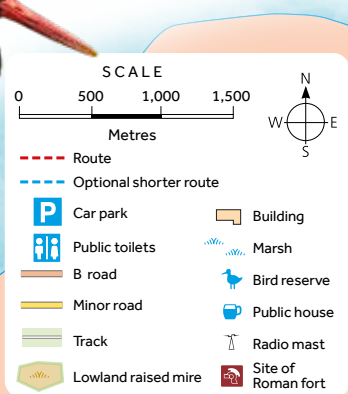 SCALE
0 500 1,000 1,500
Metres
N
W E
S
Route
Optional shorter route
P Car park
Public toilets
B road
Minor road
Track
Lowland raised mire
Building
Marsh
Bird reserve
Public house
Radio mast
Site of
Roman fort